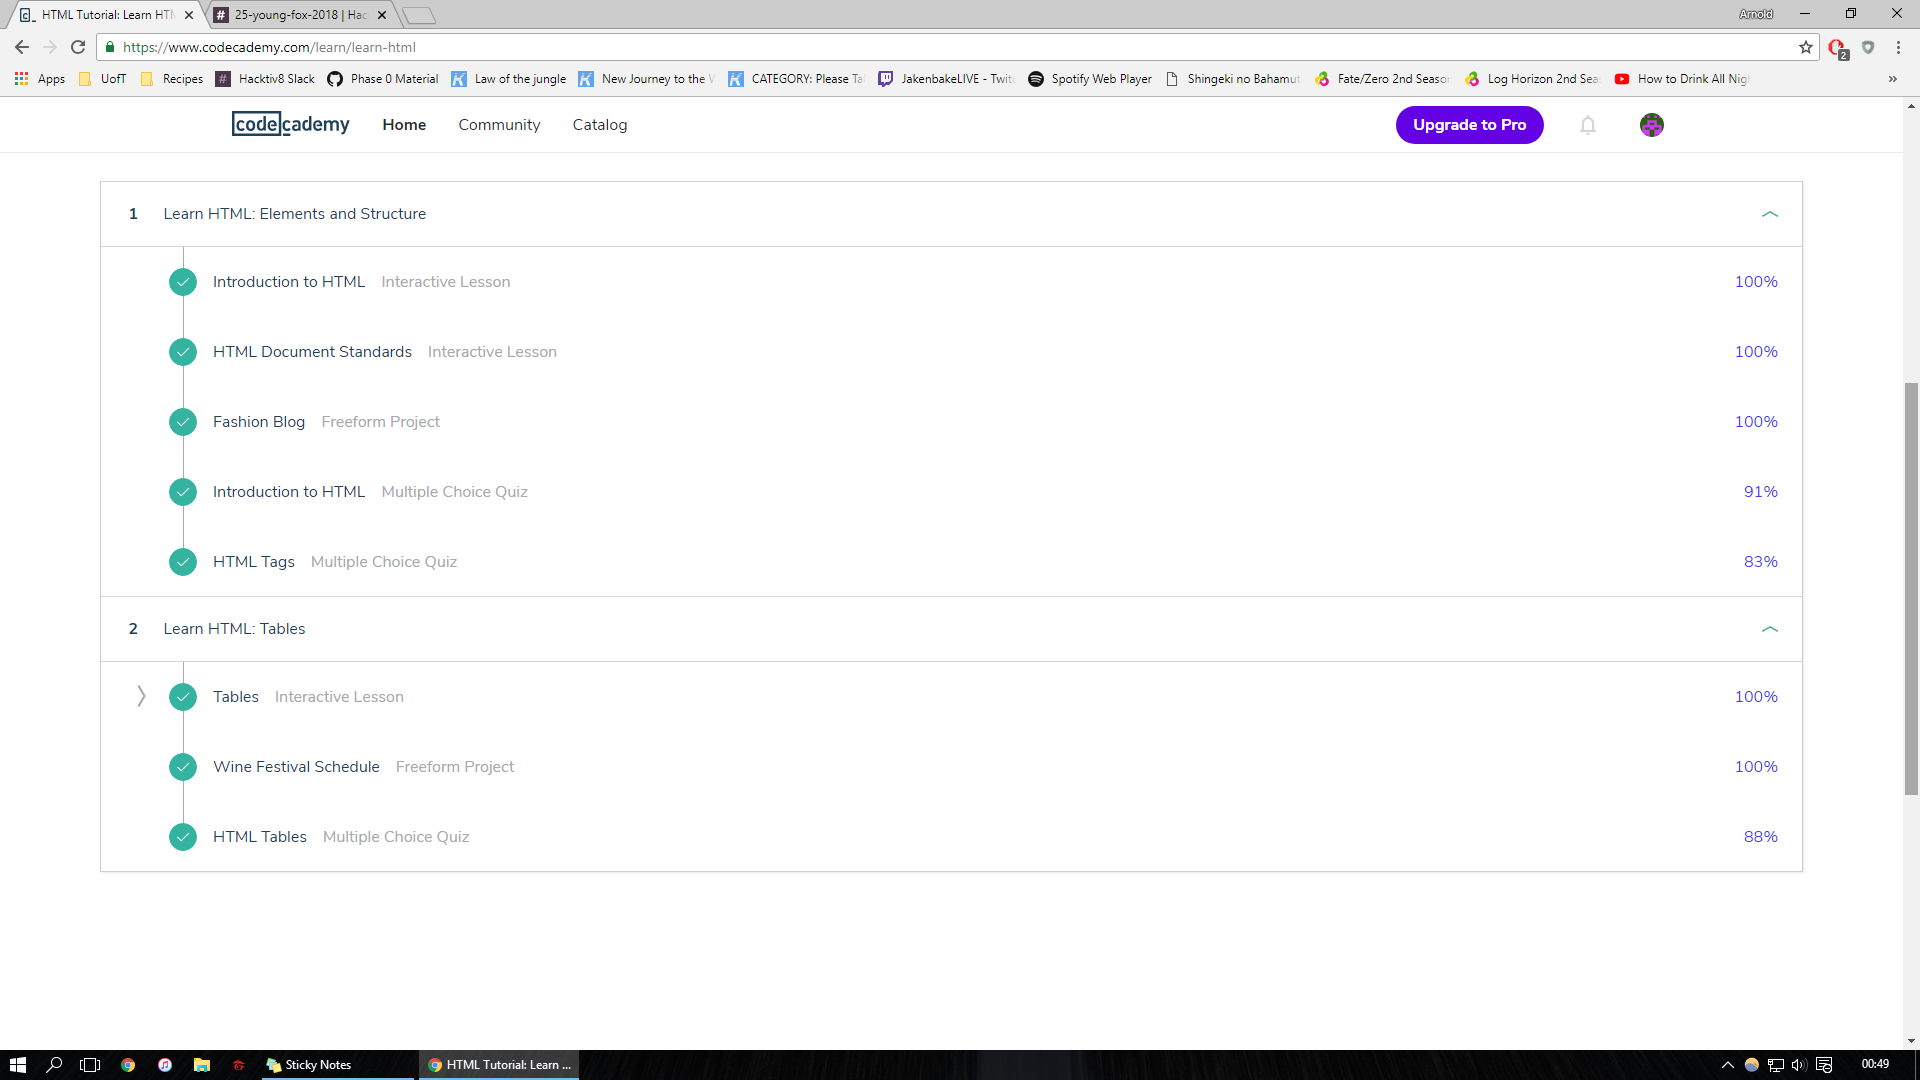 HTML Tutorial: Learn HTM
25-young-fox-2018 | Hac
Arnold
https://www.codecademy.com/learn/learn-html
2
Apps UofT Recipes Hacktiv8 Slack Phase 0 Material Law of the jungle New Journey to the W CATEGORY: Please Ta JakenbakeLIVE - Twitc Spotify Web Player Shingeki no Bahamut Fate/Zero 2nd Season Log Horizon 2nd Sea How to Drink All Nig »
codecademy Home Community Catalog Upgrade to Pro
1 Learn HTML: Elements and Structure
Introduction to HTML Interactive Lesson 100%
HTML Document Standards Interactive Lesson 100%
Fashion Blog Freeform Project 100%
Introduction to HTML Multiple Choice Quiz 91%
HTML Tags Multiple Choice Quiz 83%
2 Learn HTML: Tables
Tables Interactive Lesson 100%
Wine Festival Schedule Freeform Project 100%
HTML Tables Multiple Choice Quiz 88%
Sticky Notes HTML Tutorial: Learn ... 00:49